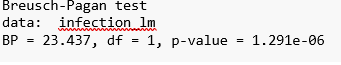 Breusch-Pagan test
data:  infection_lm
BP = 23.437, df = 1, p-value = 1.291e-06